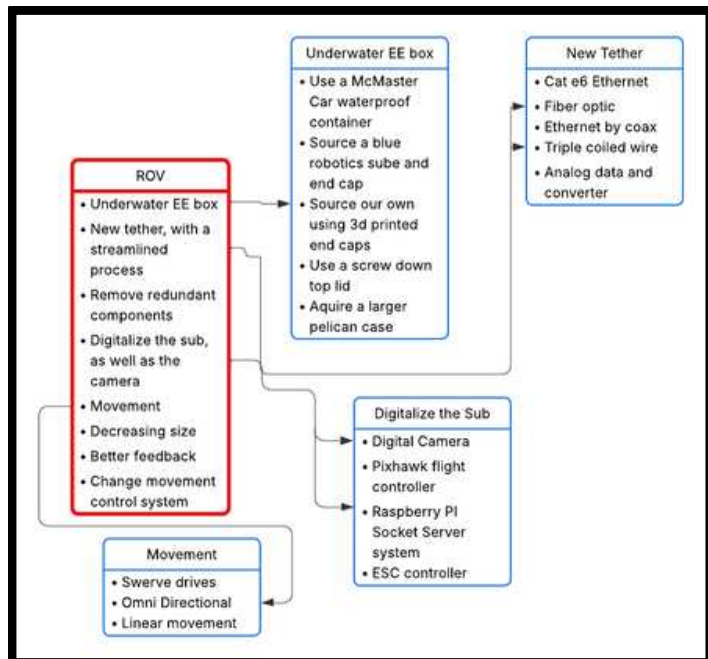 ROV
• Underwater EE box
• New tether, with a
streamlined
process
• Remove redundant
components
• Digitalize the sub,
as well as the
camera
• Movement
• Decreasing size
• Better feedback
• Change movement
control system
Underwater EE box
• Use a McMaster
Car waterproof
container
• Source a blue
robotics sube and
end cap
• Source our own
using 3d printed
end caps
• Use a screw down
top lid
• Aquire a larger
pelican case
New Tether
• Cat e6 Ethernet
• Fiber optic
• Ethernet by coax
• Triple coiled wire
• Analog data and
converter
Digitalize the Sub
• Digital Camera
• Pixhawk flight
controller
• Raspberry PI
Socket Server
system
• ESC controller
Movement
• Swerve drives
• Omni Directional
• Linear movement